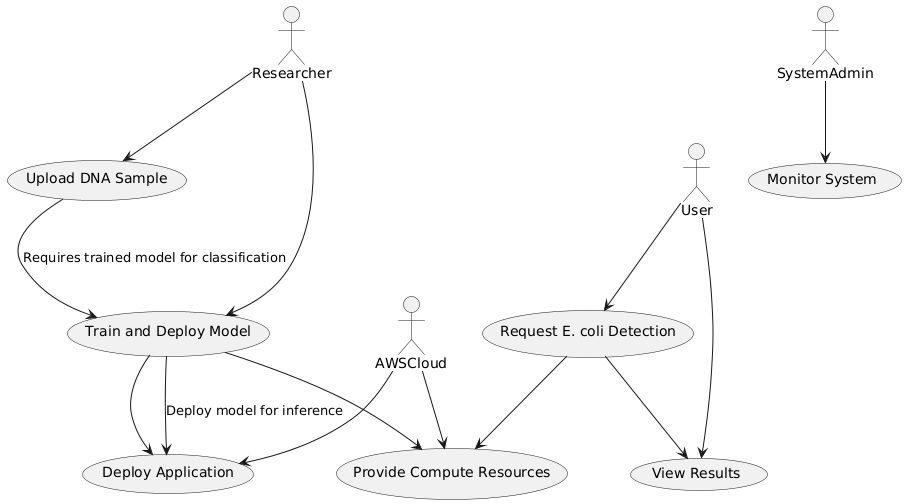 Researcher
SystemAdmin
Upload DNA Sample
Monitor System
User
Requires trained model for classification
Train and Deploy Model
AWSCloud
Request E. coli Detection
Deploy model for inference
Deploy Application
Provide Compute Resources
View Results